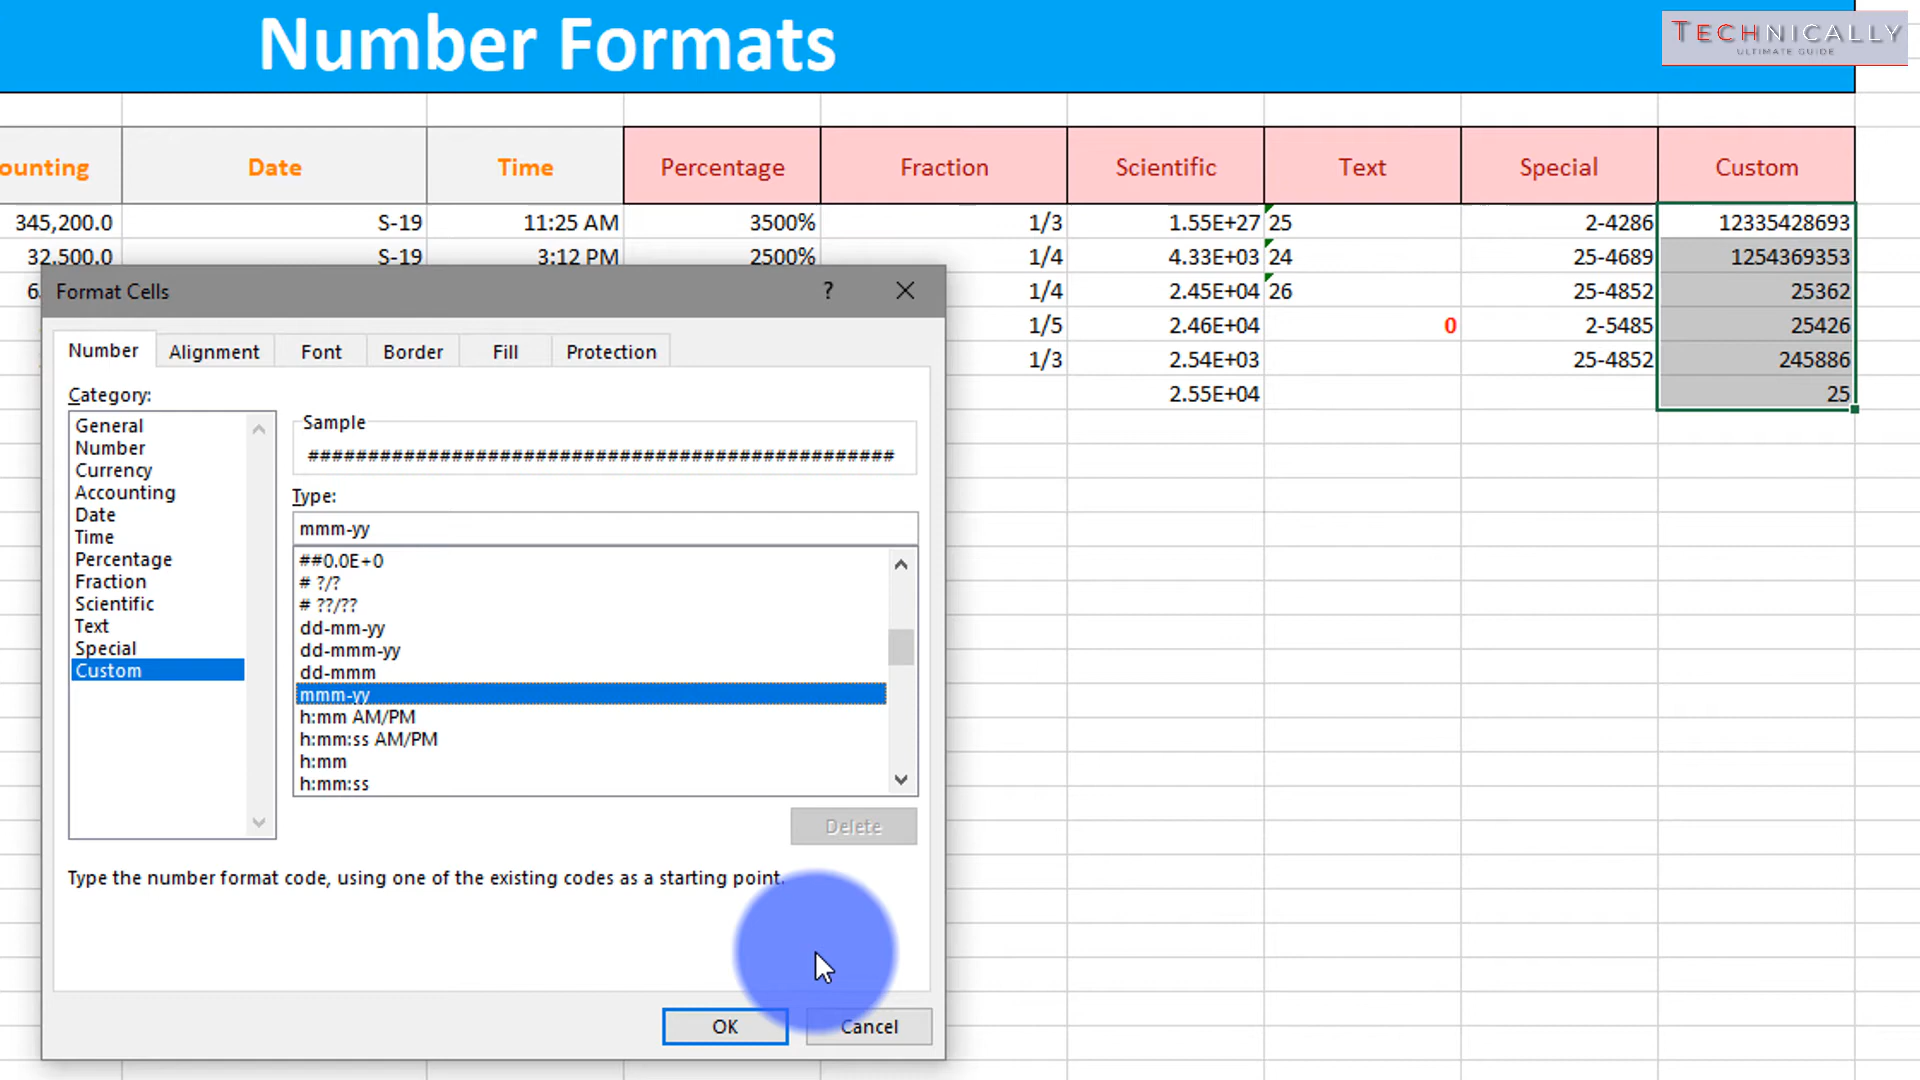 Number Formats
TECHNICALLY
ULTIMATE GUIDE
ounting Date Time Percentage Fraction Scientific Text Special Custom
345,200.0 S-19 11:25 AM 3500% 1/3 1.55E+27 25 2-4286 12335428693
32,500.0 S-19 3:12 PM 2500% 1/4 4.33E+03 24 25-4689 1254369353
1/4 2.45E+04 26 25-4852 25362
1/5 2.46E+04 0 2-5485 25426
1/3 2.54E+03 25-4852 245886
2.55E+04 25
Format Cells ?
Number Alignment Font Border Fill Protection
Category:
General
Number
Currency
Accounting
Date
Time
Percentage
Fraction
Scientific
Text
Special
Custom
Sample
#################################################
Type:
mmm-yy
##0.0E+0
# ?/?
# ??/??
dd-mm-yy
dd-mmm-yy
dd-mmm
mmm-yy
h:mm AM/PM
h:mm:ss AM/PM
h:mm
h:mm:ss
Delete
Type the number format code, using one of the existing codes as a starting point.
OK Cancel